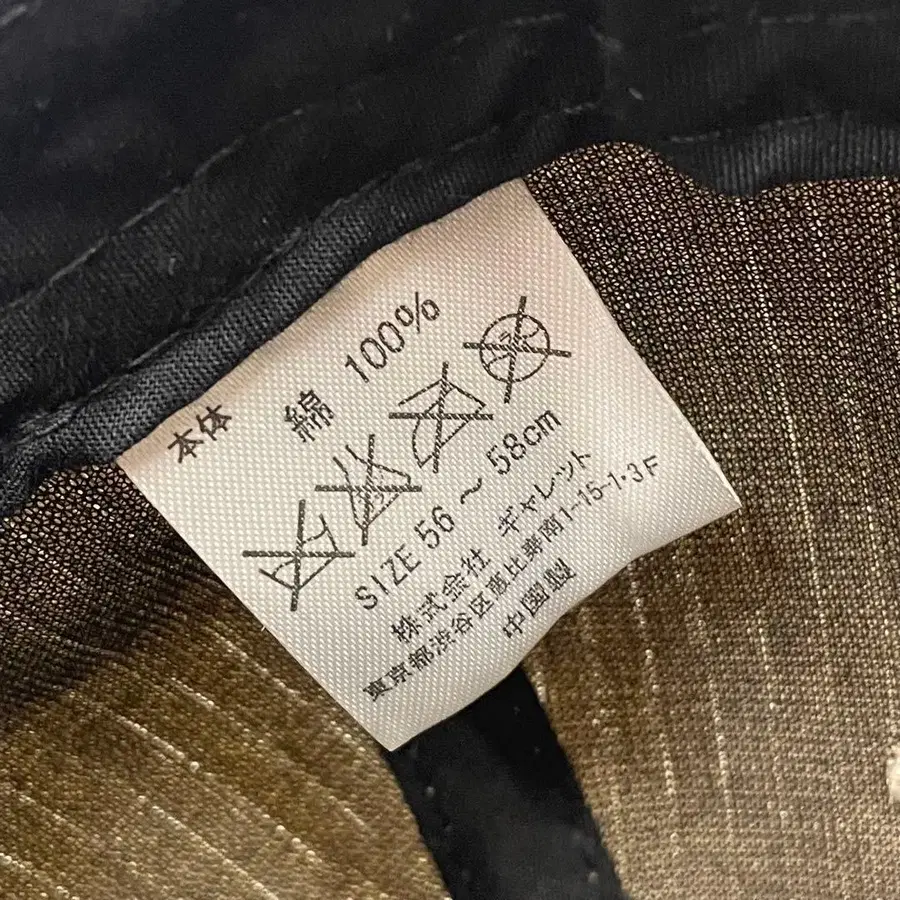 本体 綿 100%
SIZE 56 〜 58cm
株式会社 ギャレット
東京都渋谷区恵比寿南1-15-1・3F
中国製